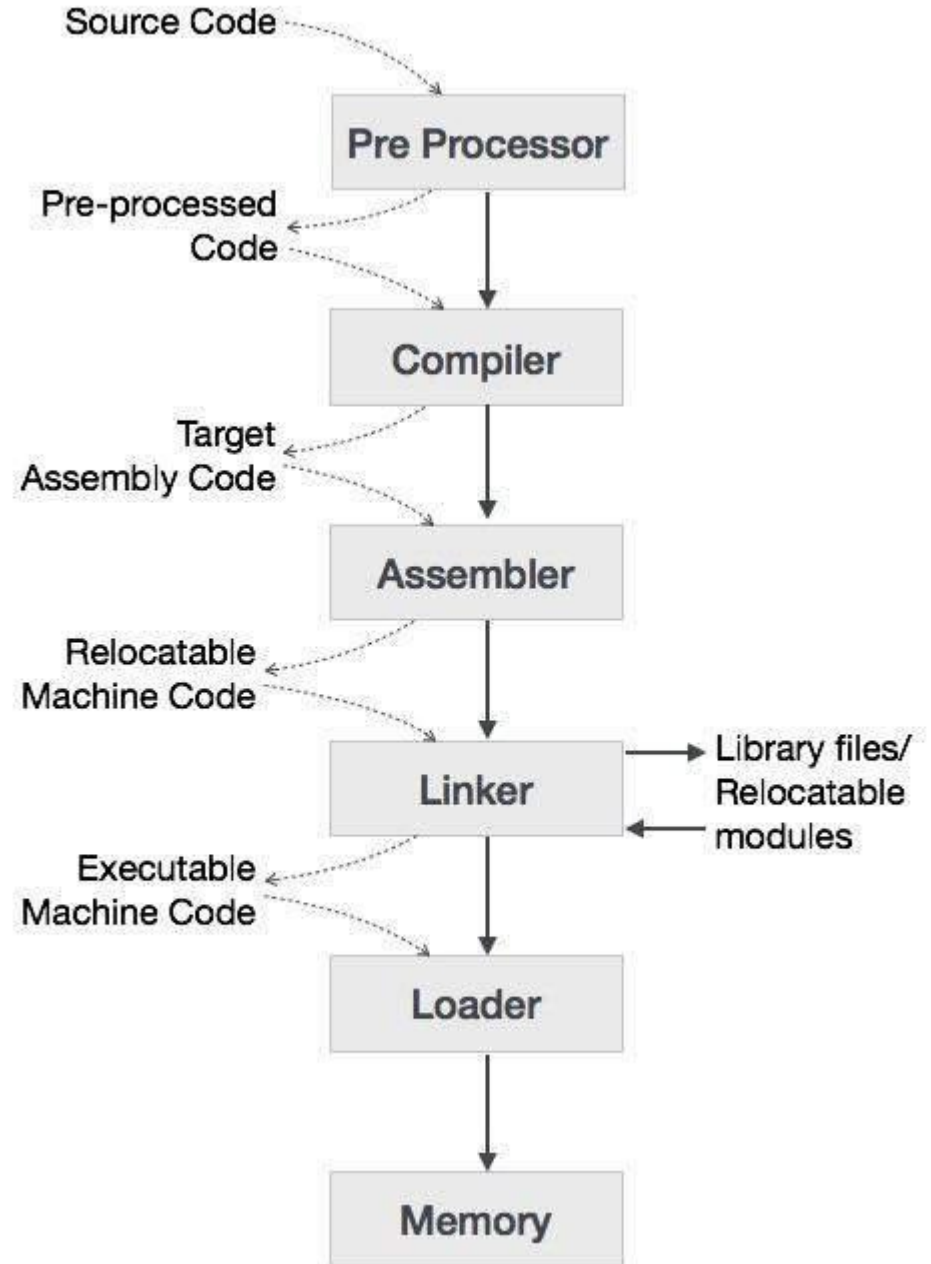 Source Code
Pre Processor
Pre-processed
Code
Compiler
Target
Assembly Code
Assembler
Relocatable
Machine Code
Linker
Library files/
Relocatable
modules
Executable
Machine Code
Loader
Memory